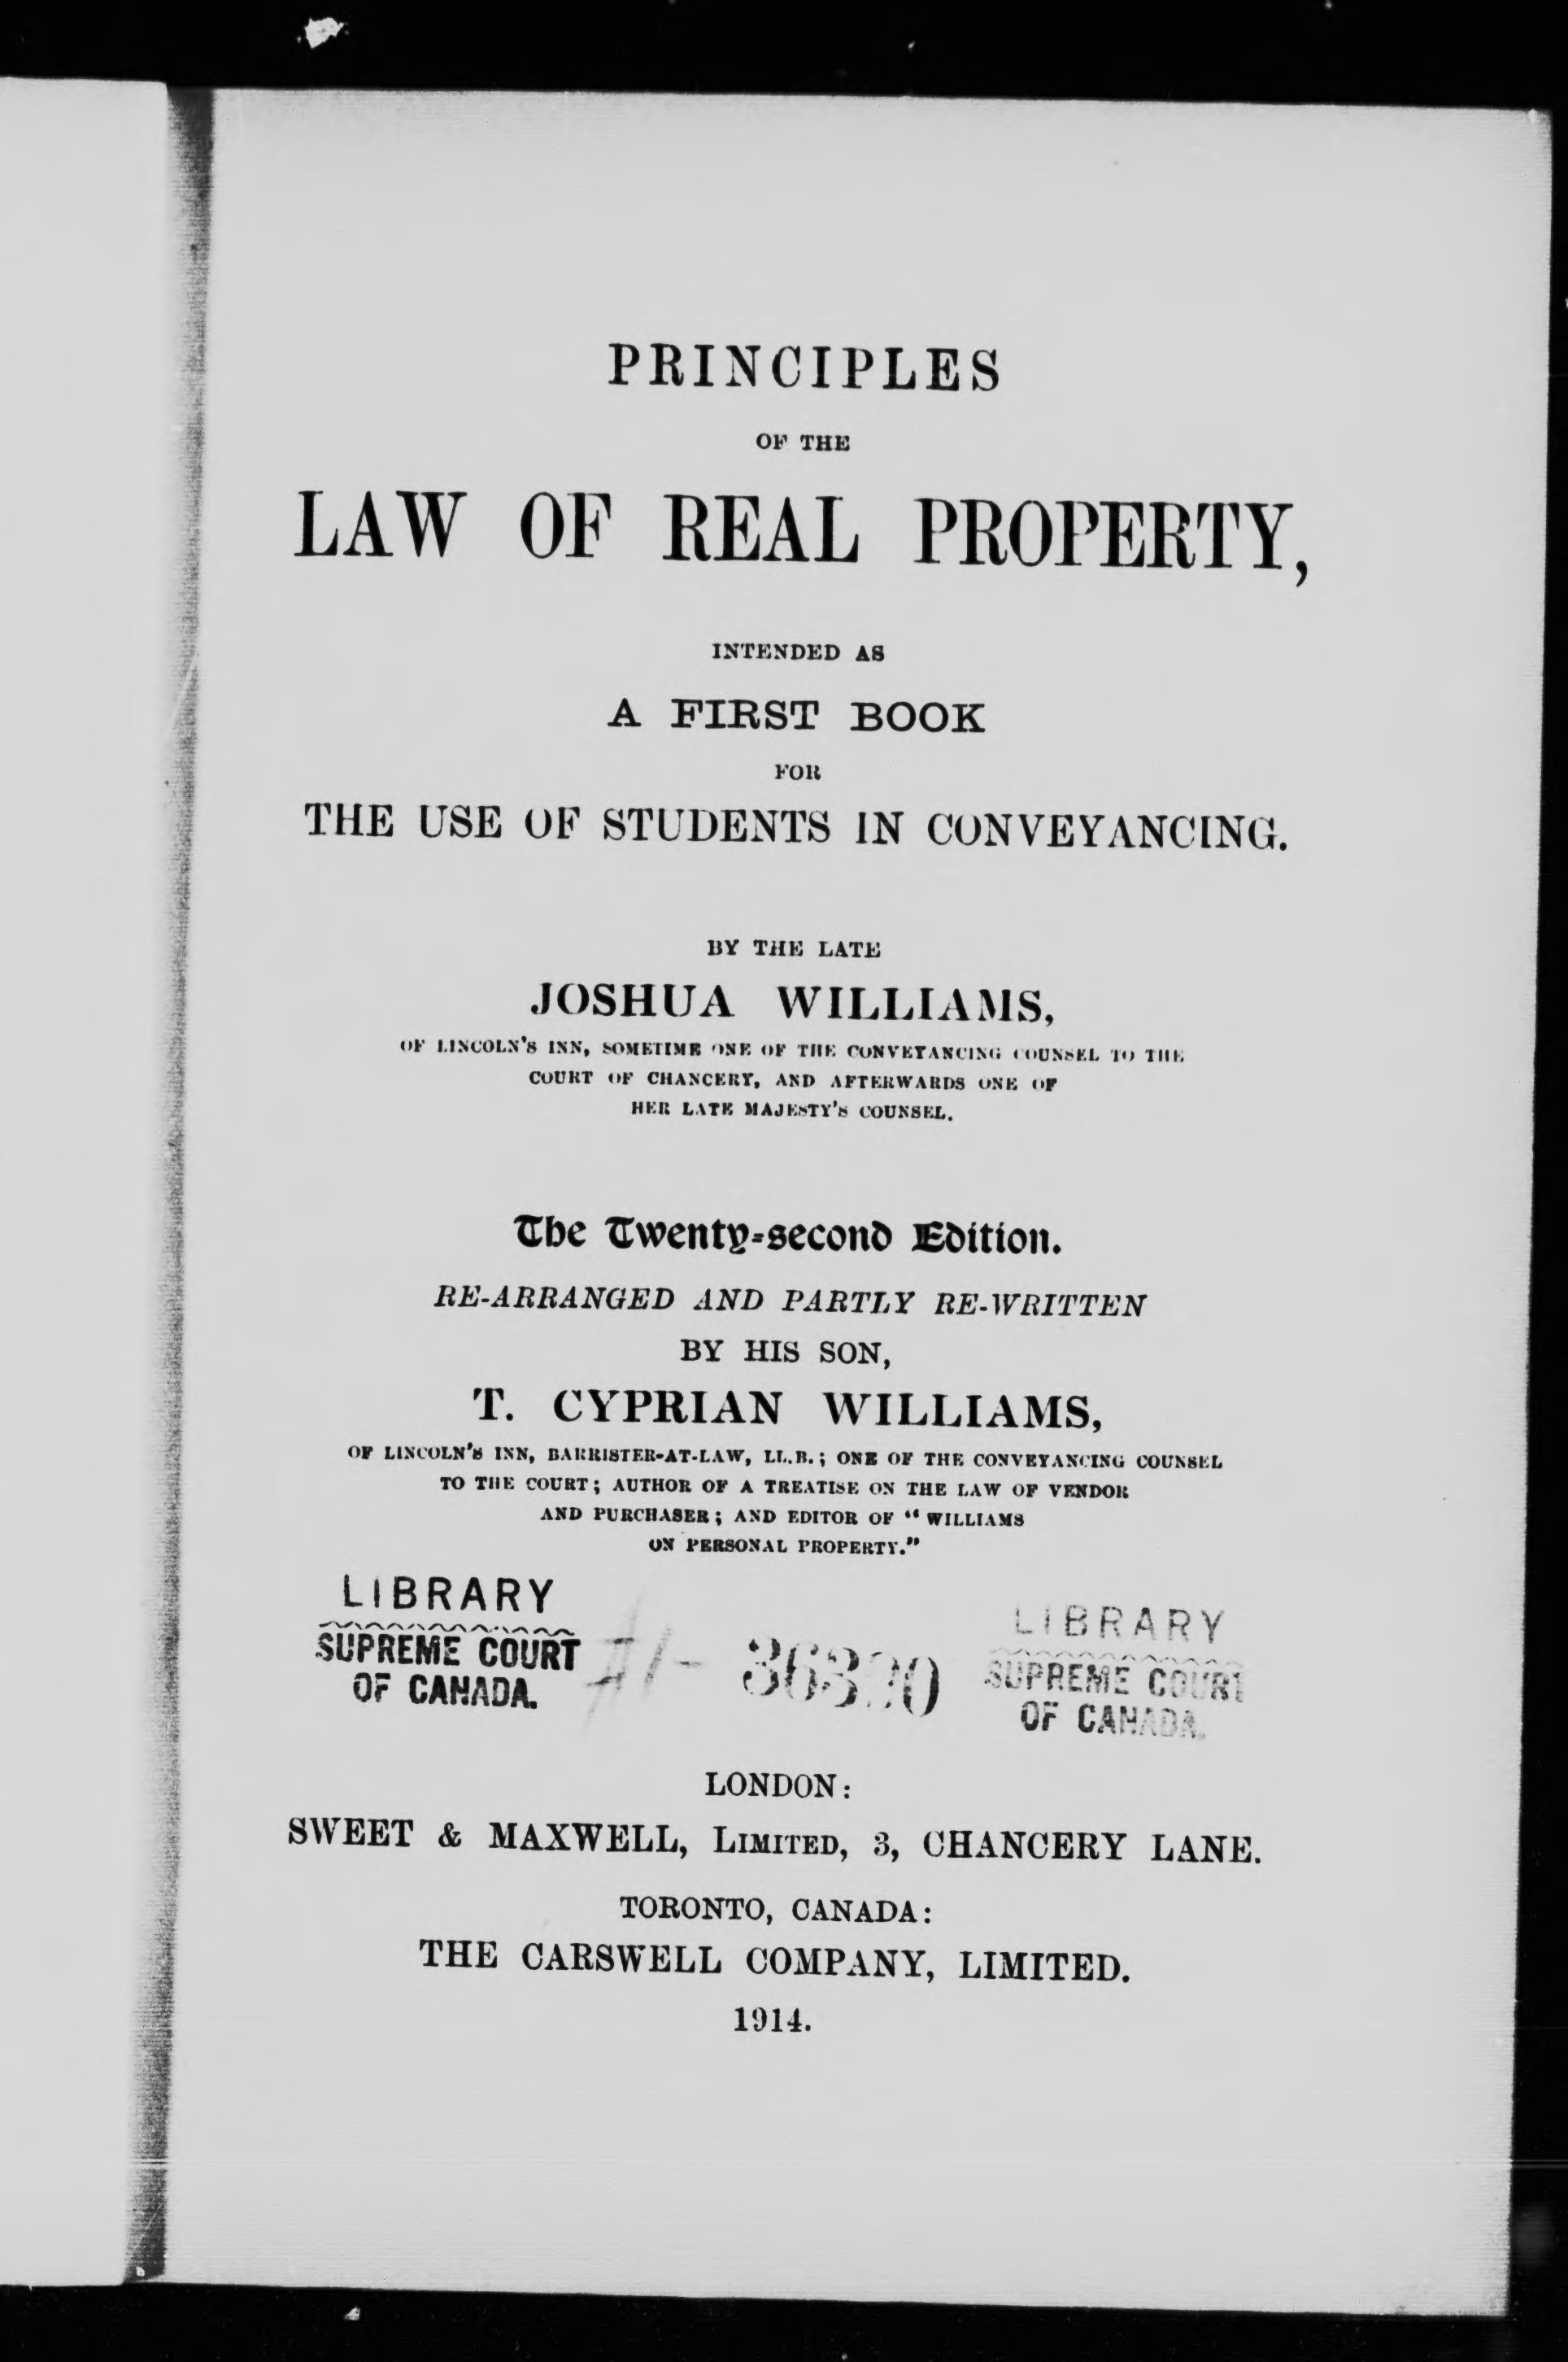 PRINCIPLES
OF THE
LAW OF REAL PROPERTY,
INTENDED AS
A FIRST BOOK
FOR
THE USE OF STUDENTS IN CONVEYANCING.
BY THE LATE
JOSHUA WILLIAMS,
OF LINCOLN'S INN, SOMETIME ONE OF THE CONVEYANCING COUNSEL TO THE
COURT OF CHANCERY, AND AFTERWARDS ONE OF
HER LATE MAJESTY'S COUNSEL.
The Twenty-second Edition.
RE-ARRANGED AND PARTLY RE-WRITTEN
BY HIS SON,
T. CYPRIAN WILLIAMS,
OF LINCOLN'S INN, BARRISTER-AT-LAW, LL.B.; ONE OF THE CONVEYANCING COUNSEL
TO THE COURT; AUTHOR OF A TREATISE ON THE LAW OF VENDOR
AND PURCHASER; AND EDITOR OF "WILLIAMS
ON PERSONAL PROPERTY."
LIBRARY
SUPREME COURT
OF CANADA.
LIBRARY
SUPREME COURT
OF CANADA.
LONDON:
SWEET & MAXWELL, LIMITED, 3, CHANCERY LANE.
TORONTO, CANADA:
THE CARSWELL COMPANY, LIMITED.
1914.